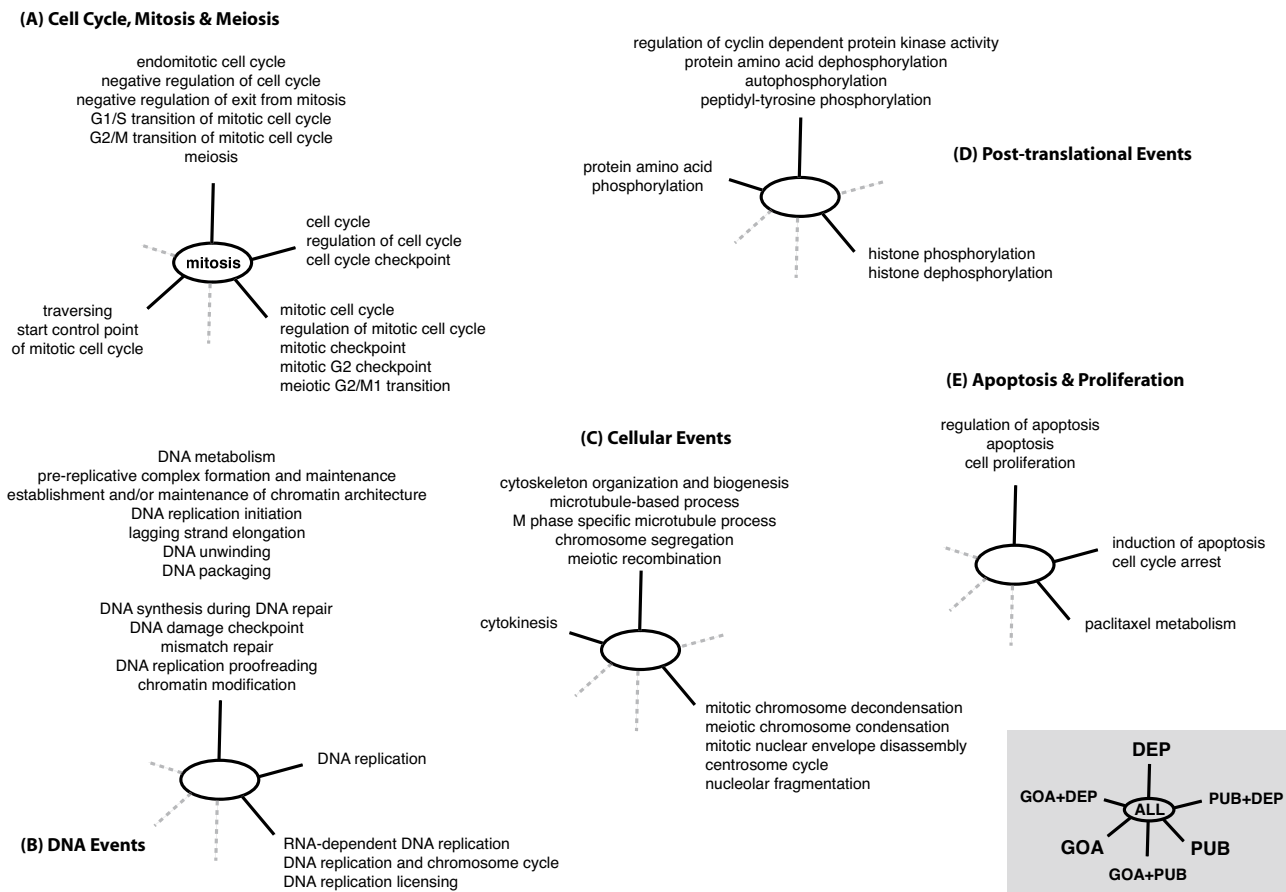 (A) Cell Cycle, Mitosis & Meiosis
endomitotic cell cycle
negative regulation of cell cycle
negative regulation of exit from mitosis
G1/S transition of mitotic cell cycle
G2/M transition of mitotic cell cycle
meiosis
cell cycle
regulation of cell cycle
cell cycle checkpoint
mitosis
traversing
start control point
of mitotic cell cycle
mitotic cell cycle
regulation of mitotic cell cycle
mitotic checkpoint
mitotic G2 checkpoint
meiotic G2/M1 transition
regulation of cyclin dependent protein kinase activity
protein amino acid dephosphorylation
autophosphorylation
peptidyl-tyrosine phosphorylation
(D) Post-translational Events
protein amino acid
phosphorylation
histone phosphorylation
histone dephosphorylation
(E) Apoptosis & Proliferation
regulation of apoptosis
apoptosis
cell proliferation
induction of apoptosis
cell cycle arrest
paclitaxel metabolism
(C) Cellular Events
cytoskeleton organization and biogenesis
microtubule-based process
M phase specific microtubule process
chromosome segregation
meiotic recombination
cytokinesis
mitotic chromosome decondensation
meiotic chromosome condensation
mitotic nuclear envelope disassembly
centrosome cycle
nucleolar fragmentation
DNA metabolism
pre-replicative complex formation and maintenance
establishment and/or maintenance of chromatin architecture
DNA replication initiation
lagging strand elongation
DNA unwinding
DNA packaging
DNA synthesis during DNA repair
DNA damage checkpoint
mismatch repair
DNA replication proofreading
chromatin modification
DNA replication
(B) DNA Events
RNA-dependent DNA replication
DNA replication and chromosome cycle
DNA replication licensing
DEP
GOA+DEP
ALL
PUB+DEP
GOA
PUB
GOA+PUB